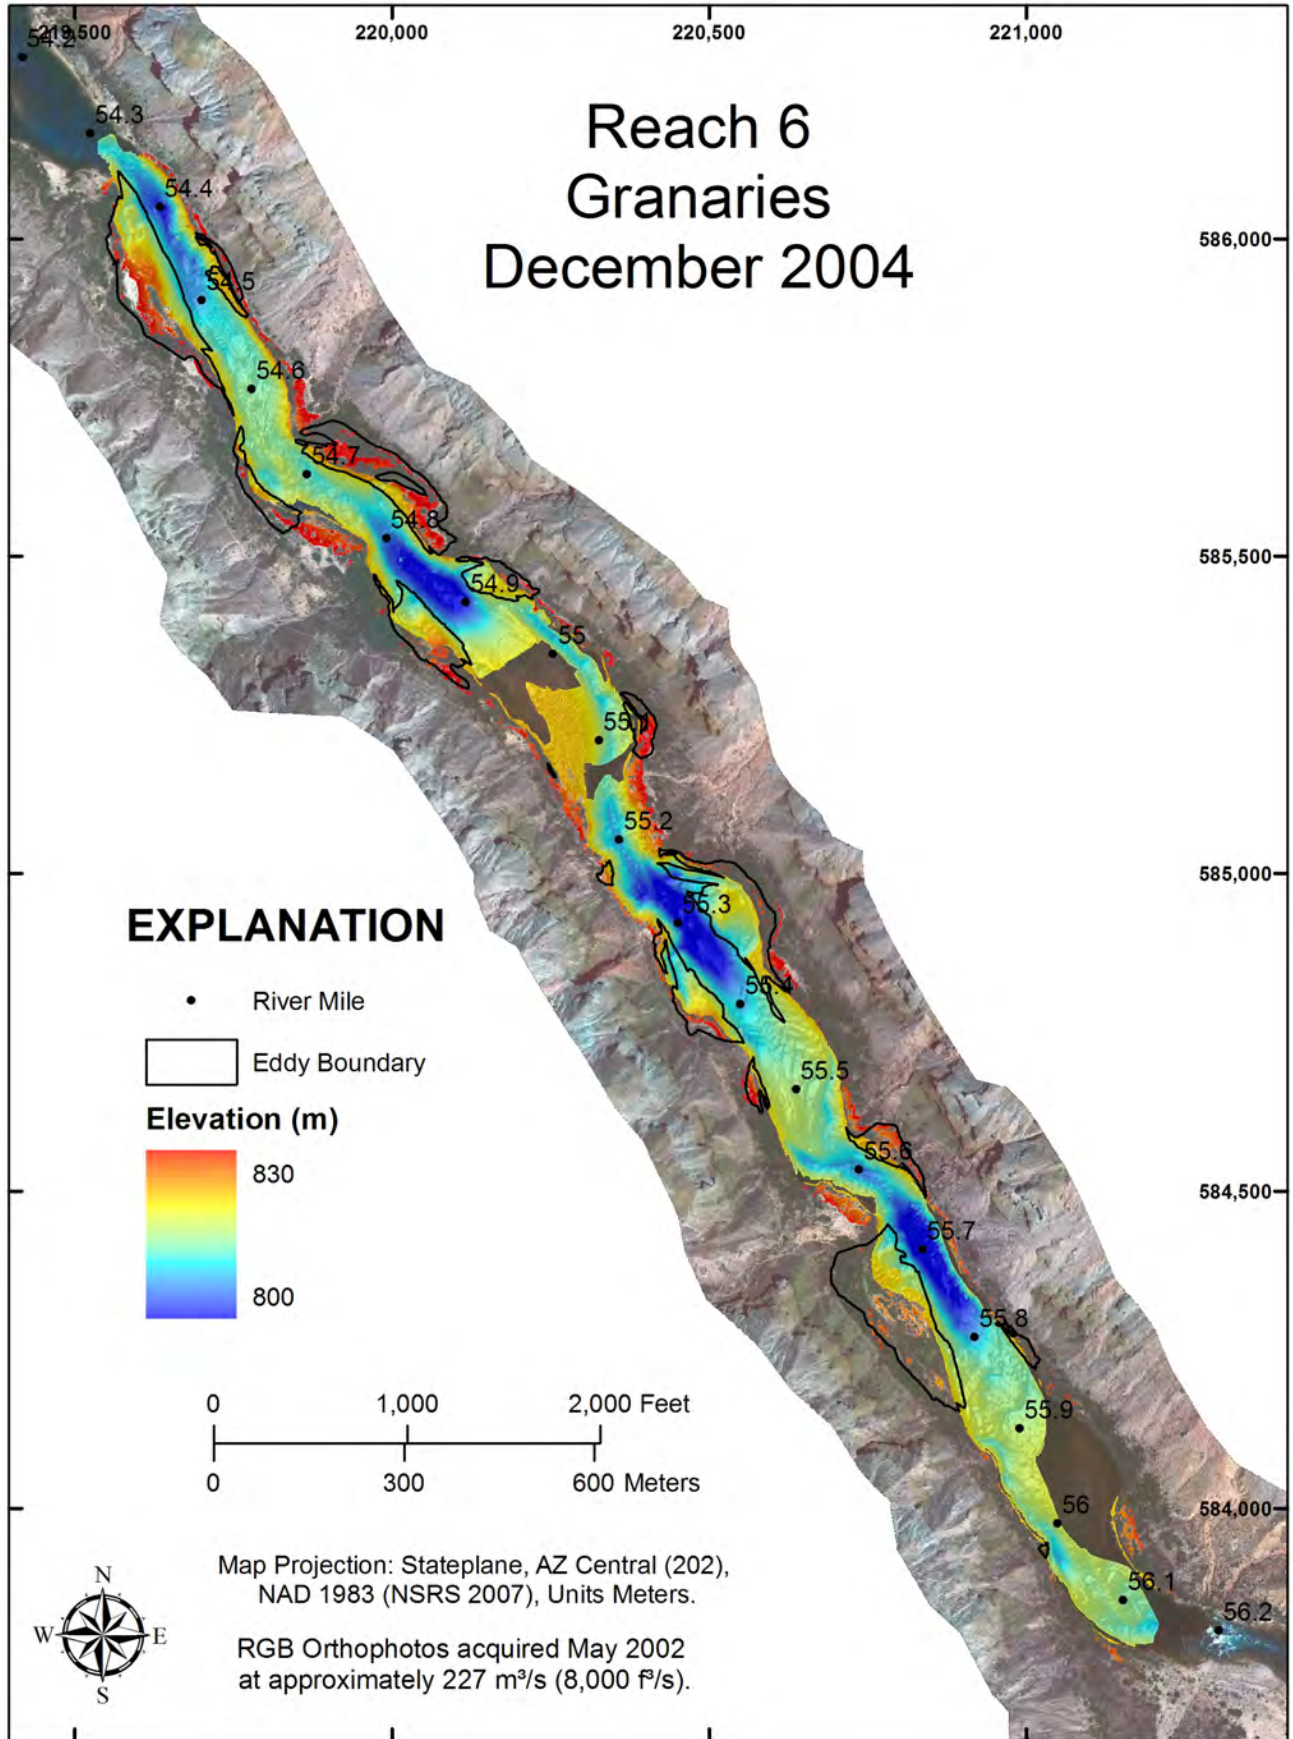 219,500 220,000 220,500 221,000
54.2
Reach 6
Granaries
December 2004
54.3
54.4
586,000
54.5
54.6
54.7
54.8
585,500
54.9
55
55.1
55.2
585,000
55.3
55.4
55.5
55.6
584,500
55.7
55.8
55.9
56
584,000
56.1
56.2
EXPLANATION
River Mile
Eddy Boundary
Elevation (m)
830
800
0 1,000 2,000 Feet
0 300 600 Meters
Map Projection: Stateplane, AZ Central (202),
NAD 1983 (NSRS 2007), Units Meters.
RGB Orthophotos acquired May 2002
at approximately 227 m³/s (8,000 f³/s).
N
W E
S